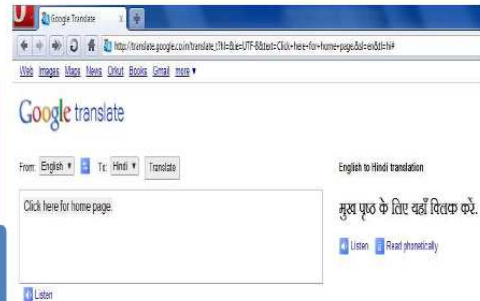 Google Translate x
http://translate.google.co.in/translate_t?hl=&ie=UTF-8&text=Click+here+for+home+page.&sl=en&tl=hi#
Web Images Maps News Orkut Books Gmail more ▼
Google translate
From: English ▼ To: Hindi ▼ Translate
English to Hindi translation
Click here for home page.
मुख पृष्ठ के लिए यहाँ क्लिक करें.
Listen Read phonetically
Listen